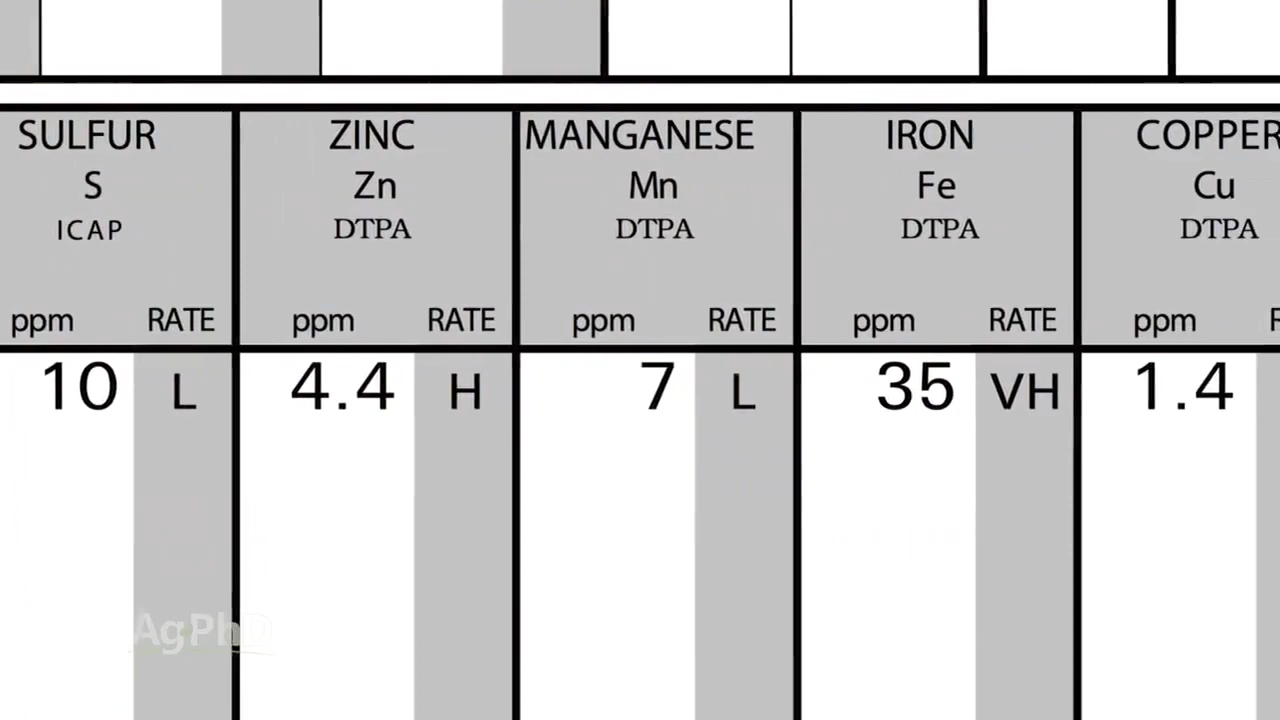 SULFUR ZINC MANGANESE IRON COPPER
S Zn Mn Fe Cu
ICAP DTPA DTPA DTPA DTPA
ppm RATE ppm RATE ppm RATE ppm RATE ppm R
10 L 4.4 H 7 L 35 VH 1.4
AgPhD